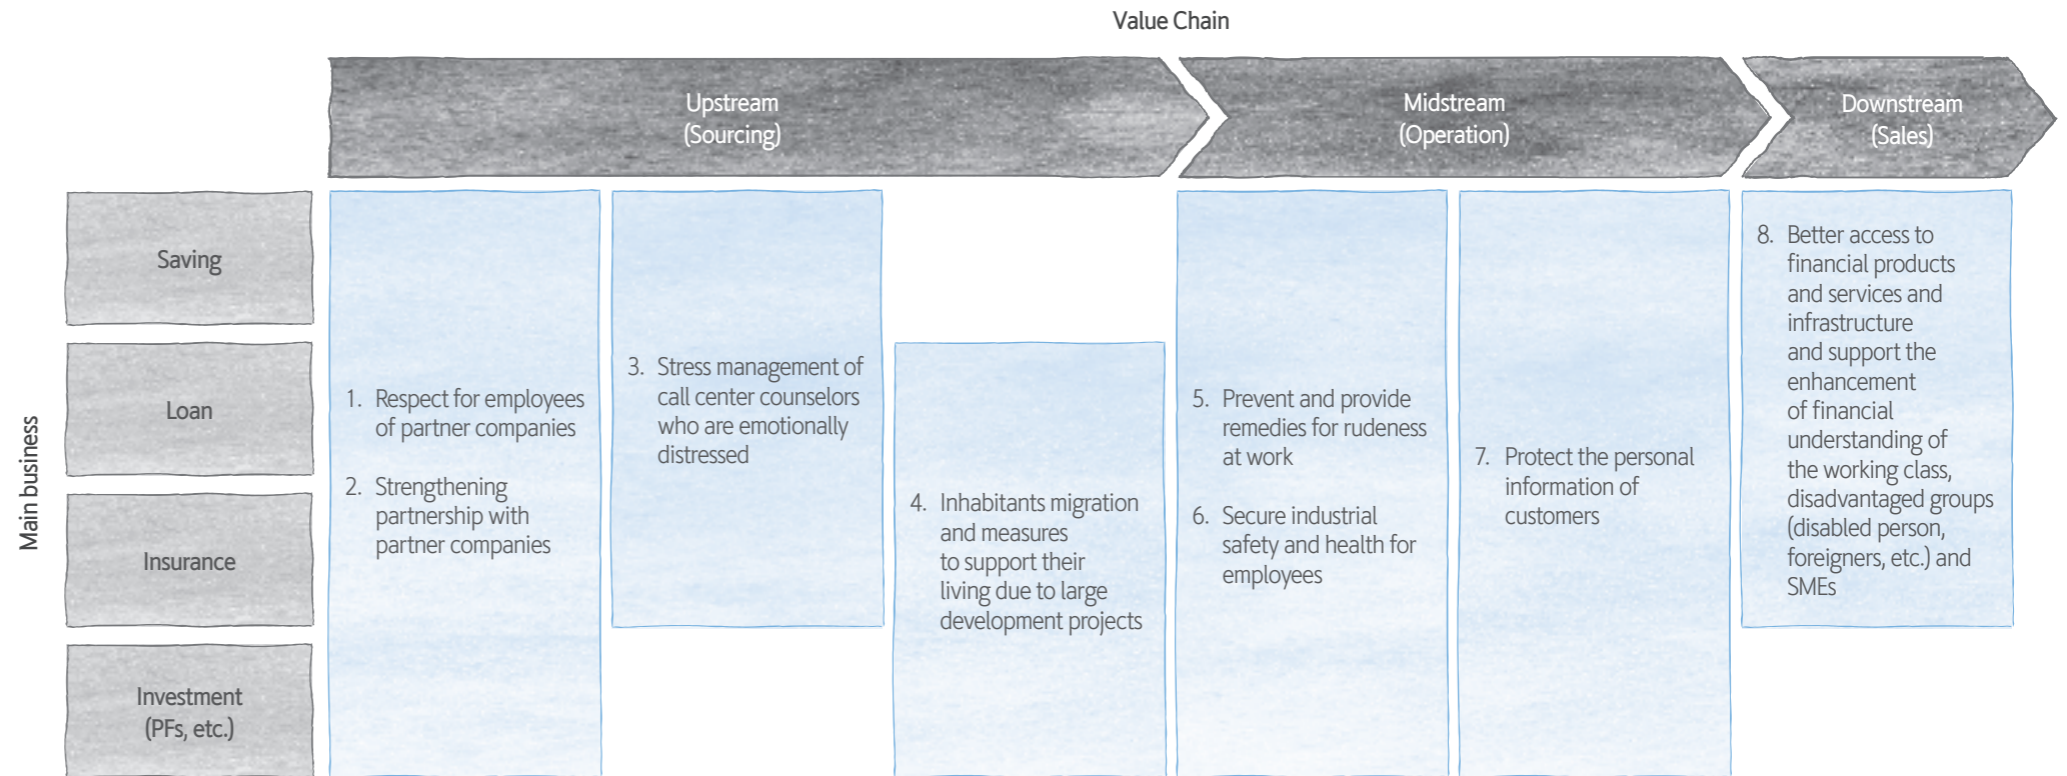 Value Chain
Upstream
(Sourcing)
Midstream
(Operation)
Downstream
(Sales)
Main business
Saving
Loan
Insurance
Investment
(PFs, etc.)
1. Respect for employees
of partner companies
2. Strengthening
partnership with
partner companies
3. Stress management of
call center counselors
who are emotionally
distressed
4. Inhabitants migration
and measures
to support their
living due to large
development projects
5. Prevent and provide
remedies for rudeness
at work
6. Secure industrial
safety and health for
employees
7. Protect the personal
information of
customers
8. Better access to
financial products
and services and
infrastructure
and support the
enhancement
of financial
understanding of
the working class,
disadvantaged groups
(disabled person,
foreigners, etc.) and
SMEs